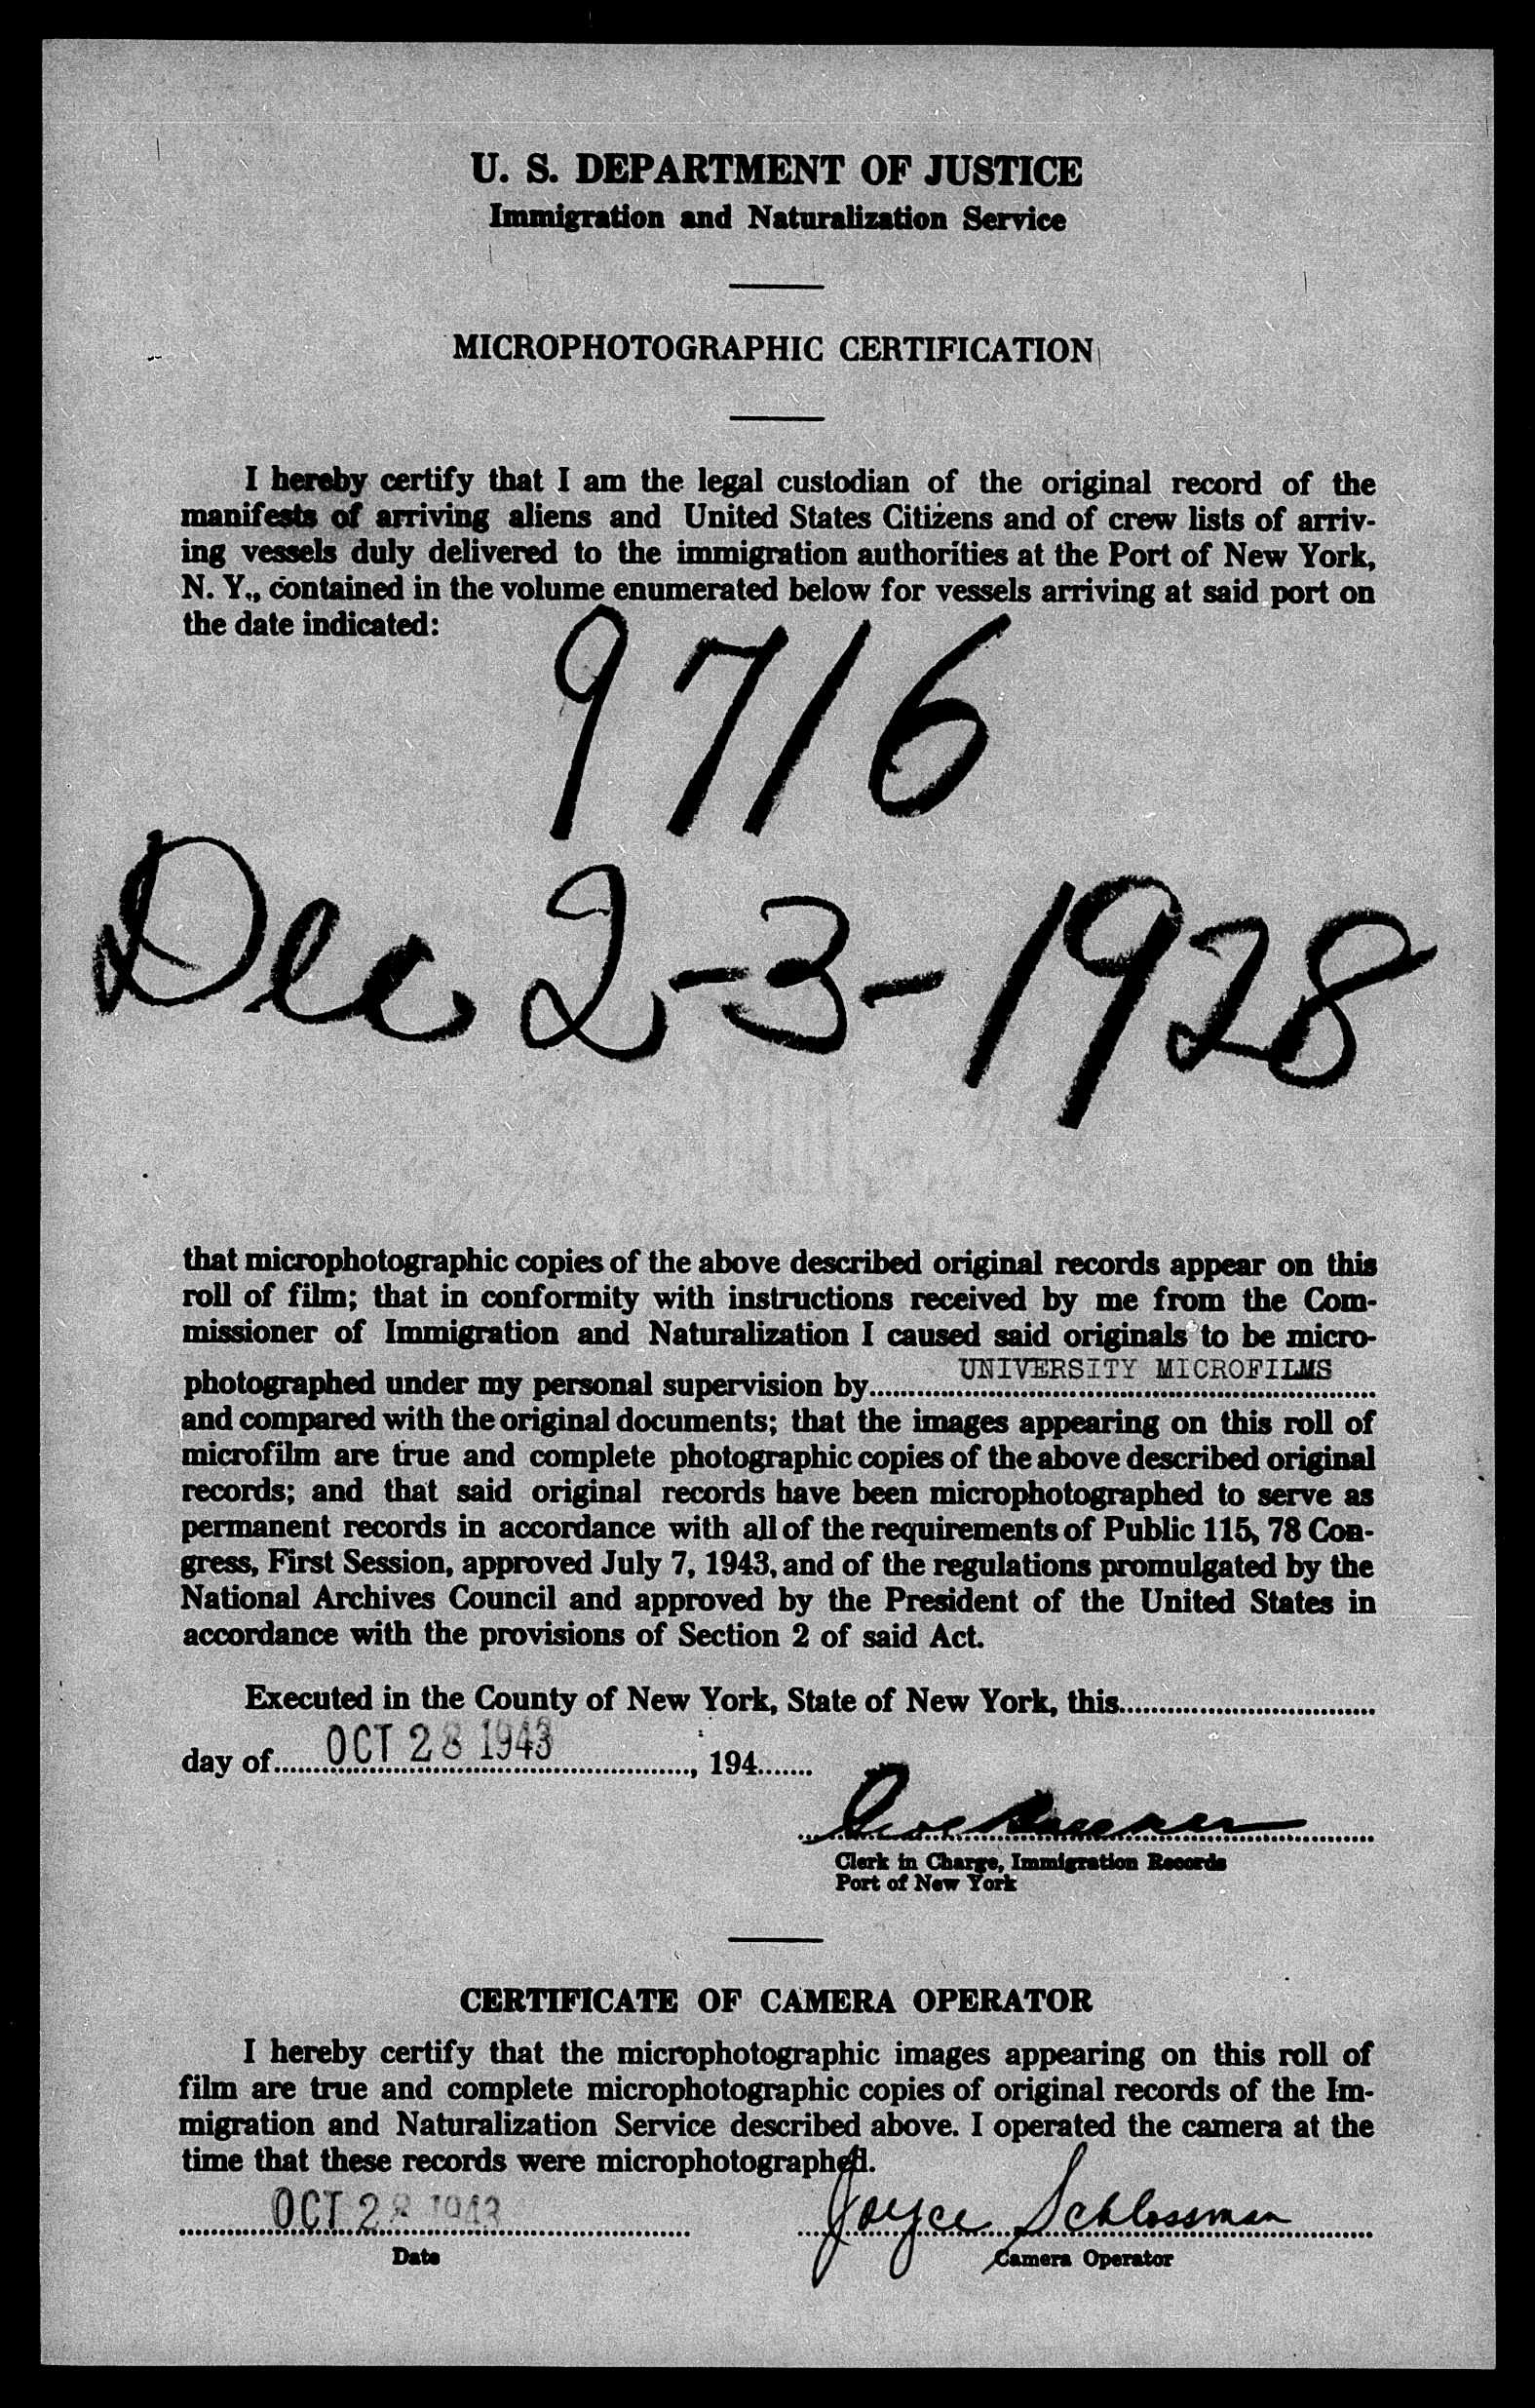 U. S. DEPARTMENT OF JUSTICE
Immigration and Naturalization Service
MICROPHOTOGRAPHIC CERTIFICATION
I hereby certify that I am the legal custodian of the original record of the
manifests of arriving aliens and United States Citizens and of crew lists of arriv-
ing vessels duly delivered to the immigration authorities at the Port of New York,
N. Y., contained in the volume enumerated below for vessels arriving at said port on
the date indicated:
9716
Dec 2-3-1928
that microphotographic copies of the above described original records appear on this
roll of film; that in conformity with instructions received by me from the Com-
missioner of Immigration and Naturalization I caused said originals to be micro-
photographed under my personal supervision by UNIVERSITY MICROFILMS
and compared with the original documents; that the images appearing on this roll of
microfilm are true and complete photographic copies of the above described original
records; and that said original records have been microphotographed to serve as
permanent records in accordance with all of the requirements of Public 115, 78 Con-
gress, First Session, approved July 7, 1943, and of the regulations promulgated by the
National Archives Council and approved by the President of the United States in
accordance with the provisions of Section 2 of said Act.
Executed in the County of New York, State of New York, this
day of OCT 28 1943, 194
Clerk in Charge, Immigration Records
Port of New York
CERTIFICATE OF CAMERA OPERATOR
I hereby certify that the microphotographic images appearing on this roll of
film are true and complete microphotographic copies of original records of the Im-
migration and Naturalization Service described above. I operated the camera at the
time that these records were microphotographed.
OCT 28 1943 Joyce Schlossman
Date Camera Operator